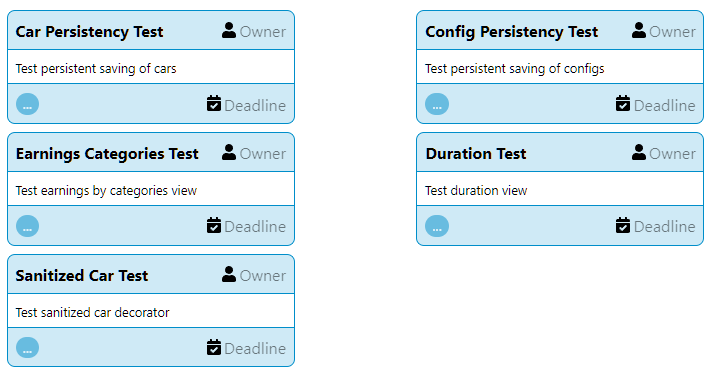 Car Persistency Test Owner
Test persistent saving of cars
... Deadline
Config Persistency Test Owner
Test persistent saving of configs
... Deadline
Earnings Categories Test Owner
Test earnings by categories view
... Deadline
Duration Test Owner
Test duration view
... Deadline
Sanitized Car Test Owner
Test sanitized car decorator
... Deadline